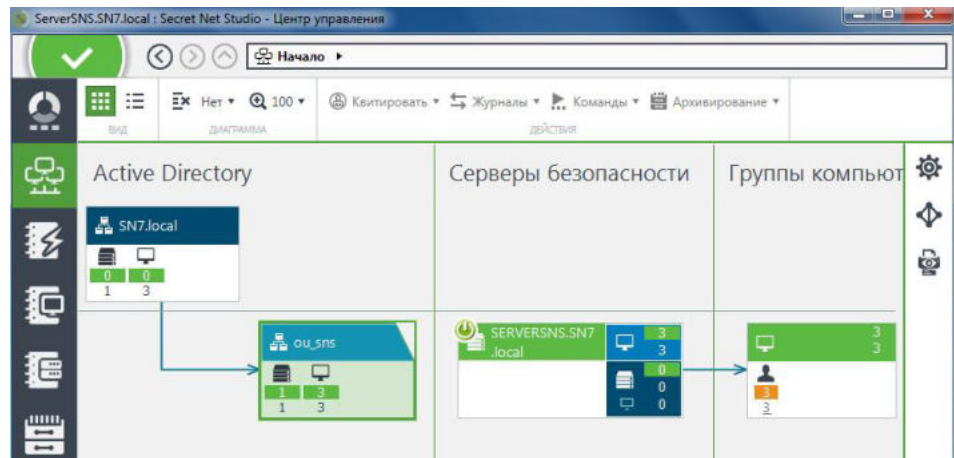 ServerSNS.SN7.local : Secret Net Studio - Центр управления
Начало
Нет 100 Квитировать Журналы Команды Архивирование
ВИД ДИАГРАММА ДЕЙСТВИЯ
Active Directory Серверы безопасности Группы компьют
SN7.local
0 0
1 3
ou_sns
1 3
1 3
SERVERSNS.SN7
.local
3
3
0
0
0
3
3
3
3